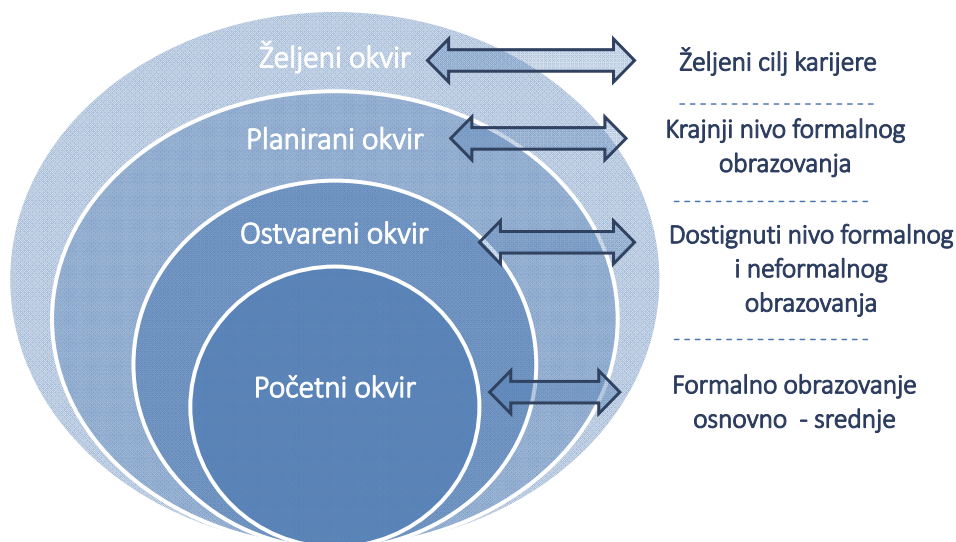 Željeni okvir
Željeni cilj karijere
Planirani okvir
Krajnji nivo formalnog
obrazovanja
Ostvareni okvir
Dostignuti nivo formalnog
i neformalnog
obrazovanja
Početni okvir
Formalno obrazovanje
osnovno - srednje